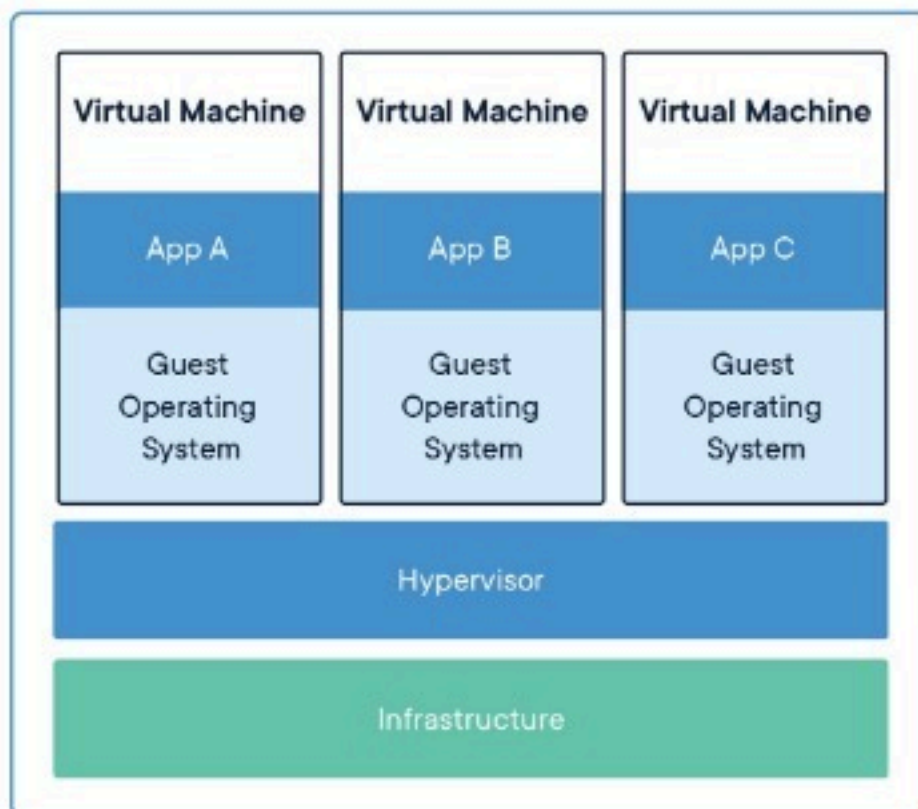 Virtual Machine
Virtual Machine
Virtual Machine
App A
App B
App C
Guest
Operating
System
Guest
Operating
System
Guest
Operating
System
Hypervisor
Infrastructure